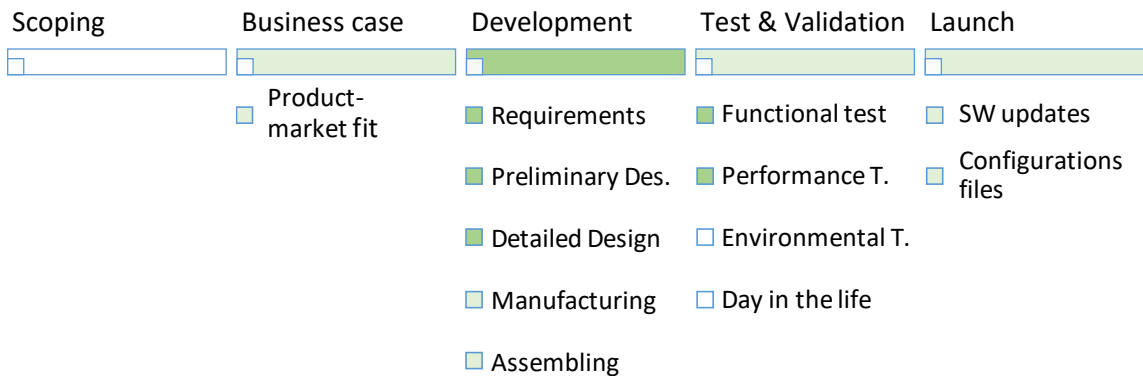 Scoping
Business case
Development
Test & Validation
Launch
Product-
market fit
Requirements
Preliminary Des.
Detailed Design
Manufacturing
Assembling
Functional test
Performance T.
Environmental T.
Day in the life
SW updates
Configurations
files